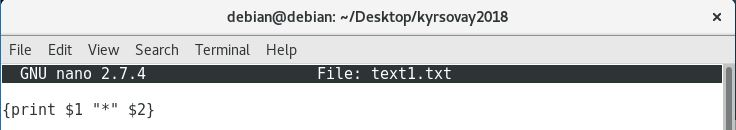 debian@debian: ~/Desktop/kyrsovay2018
×
File Edit View Search Terminal Help
GNU nano 2.7.4 File: text1.txt
{print $1 "*" $2}